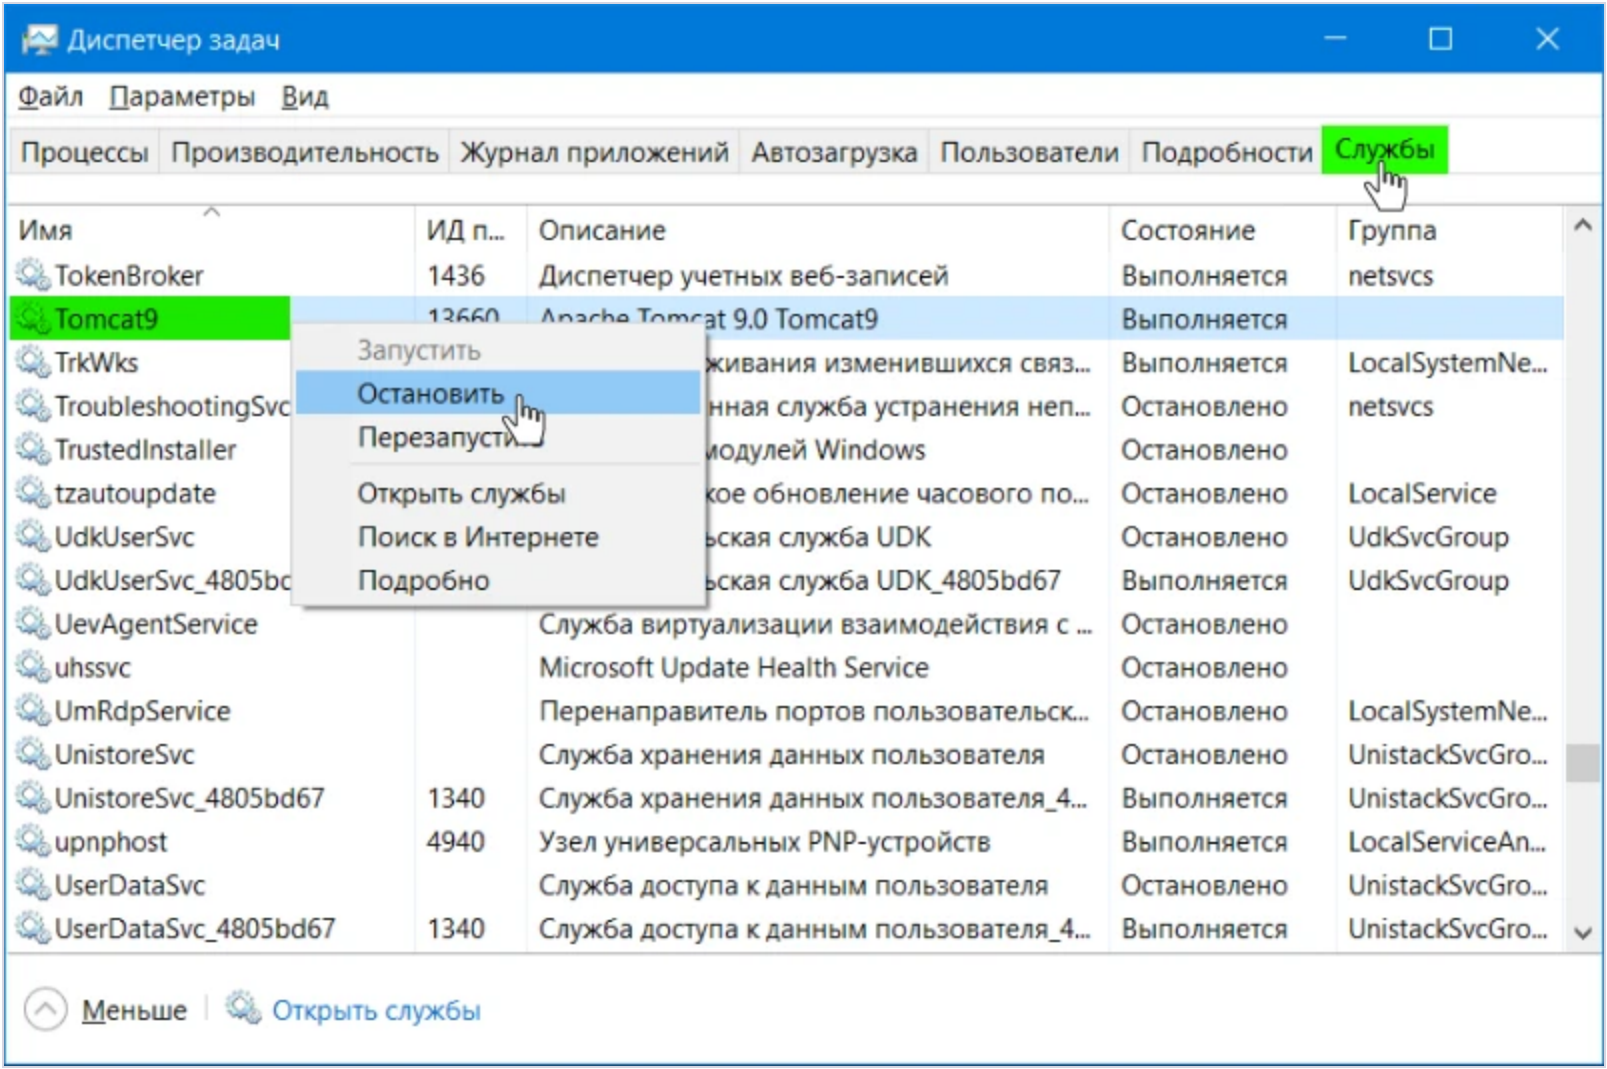 Диспетчер задач
Файл Параметры Вид
Процессы Производительность Журнал приложений Автозагрузка Пользователи Подробности Службы
Имя ИД п... Описание Состояние Группа
TokenBroker 1436 Диспетчер учетных веб-записей Выполняется netsvcs
Tomcat9 13660 Apache Tomcat 9.0 Tomcat9 Выполняется
Запустить
TrkWks живания изменившихся связ... Выполняется LocalSystemNe...
Остановить
TroubleshootingSvc нная служба устранения неп... Остановлено netsvcs
Перезапустить
TrustedInstaller модулей Windows Остановлено
tzautoupdate Открыть службы кое обновление часового по... Остановлено LocalService
UdkUserSvc Поиск в Интернете ьская служба UDK Остановлено UdkSvcGroup
UdkUserSvc_4805bc Подробно ьская служба UDK_4805bd67 Выполняется UdkSvcGroup
UevAgentService Служба виртуализации взаимодействия с ... Остановлено
uhssvc Microsoft Update Health Service Остановлено
UmRdpService Перенаправитель портов пользовательск... Остановлено LocalSystemNe...
UnistoreSvc Служба хранения данных пользователя Остановлено UnistackSvcGro...
UnistoreSvc_4805bd67 1340 Служба хранения данных пользователя_4... Выполняется UnistackSvcGro...
upnphost 4940 Узел универсальных PNP-устройств Выполняется LocalServiceAn...
UserDataSvc Служба доступа к данным пользователя Остановлено UnistackSvcGro...
UserDataSvc_4805bd67 1340 Служба доступа к данным пользователя_4... Выполняется UnistackSvcGro...
Меньше Открыть службы